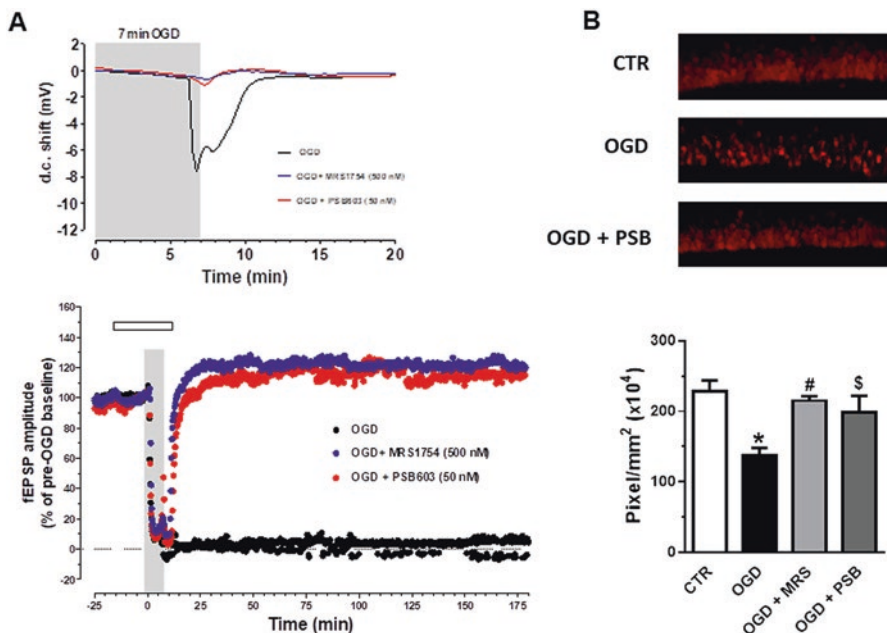 A
7 min OGD
2
0
-2
-4
-6
-8
-10
-12
d.c. shift (mV)
OGD
OGD+ MRS1754 (500 nM)
OGD + PSB603 (50 nM)
0 5 10 15 20
Time (min)
160
140
120
100
80
60
40
20
0
-20
fEPSP amplitude
(% of pre-OGD baseline)
OGD
OGD+ MRS1754 (500 nM)
OGD + PSB603 (50 nM)
-25 0 25 50 75 100 125 150 175
Time (min)
B
CTR
OGD
OGD + PSB
300
200
100
0
Pixel/mm² (x10⁴)
*
#
$
CTR
OGD
OGD + MRS
OGD + PSB